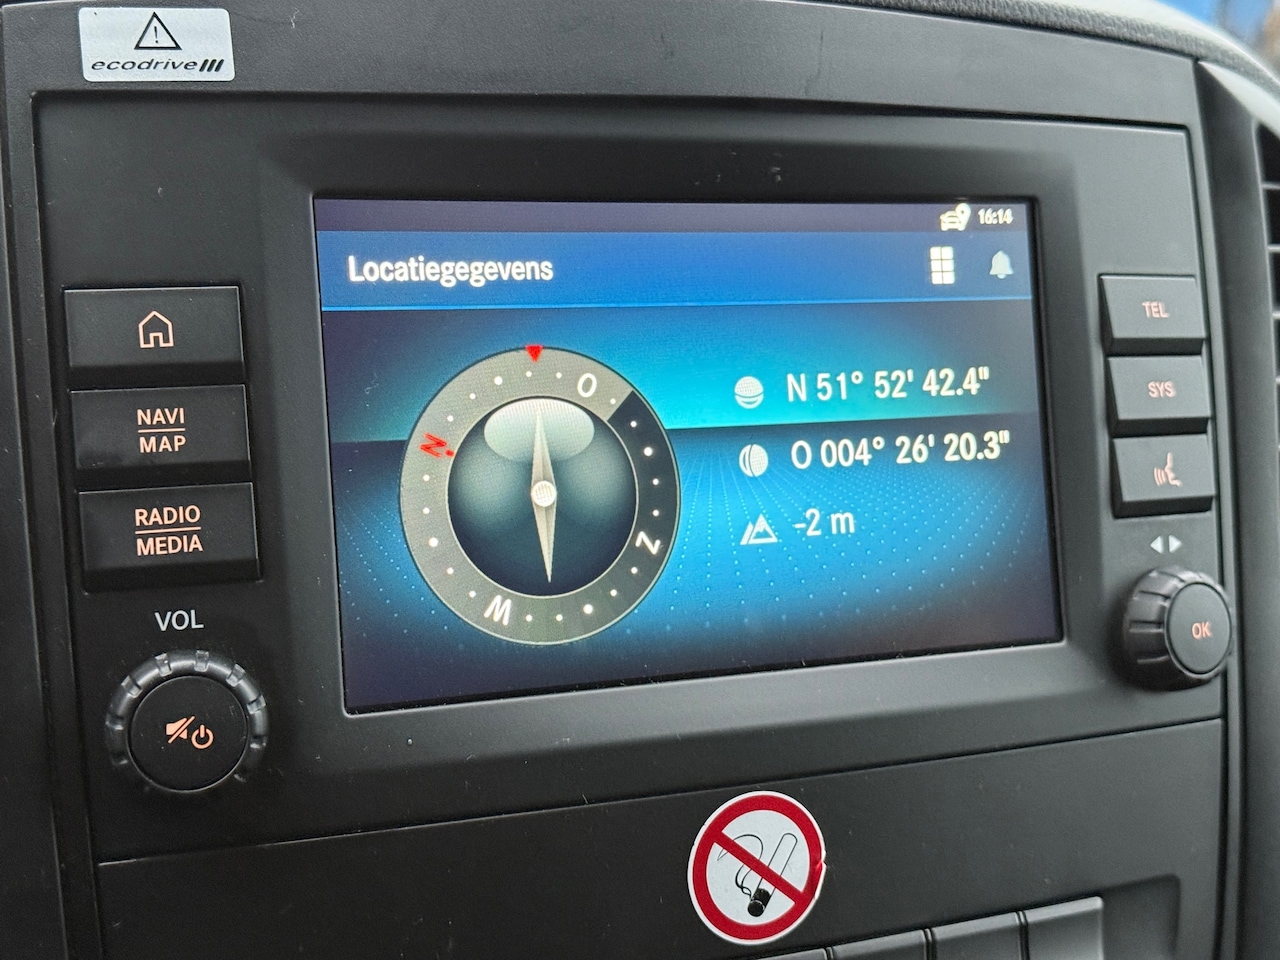 ecodrive
16:14
Locatiegegevens
NAVI
MAP
RADIO
MEDIA
VOL
N
O
Z
W
N 51° 52' 42.4"
O 004° 26' 20.3"
-2 m
TEL
SYS
OK